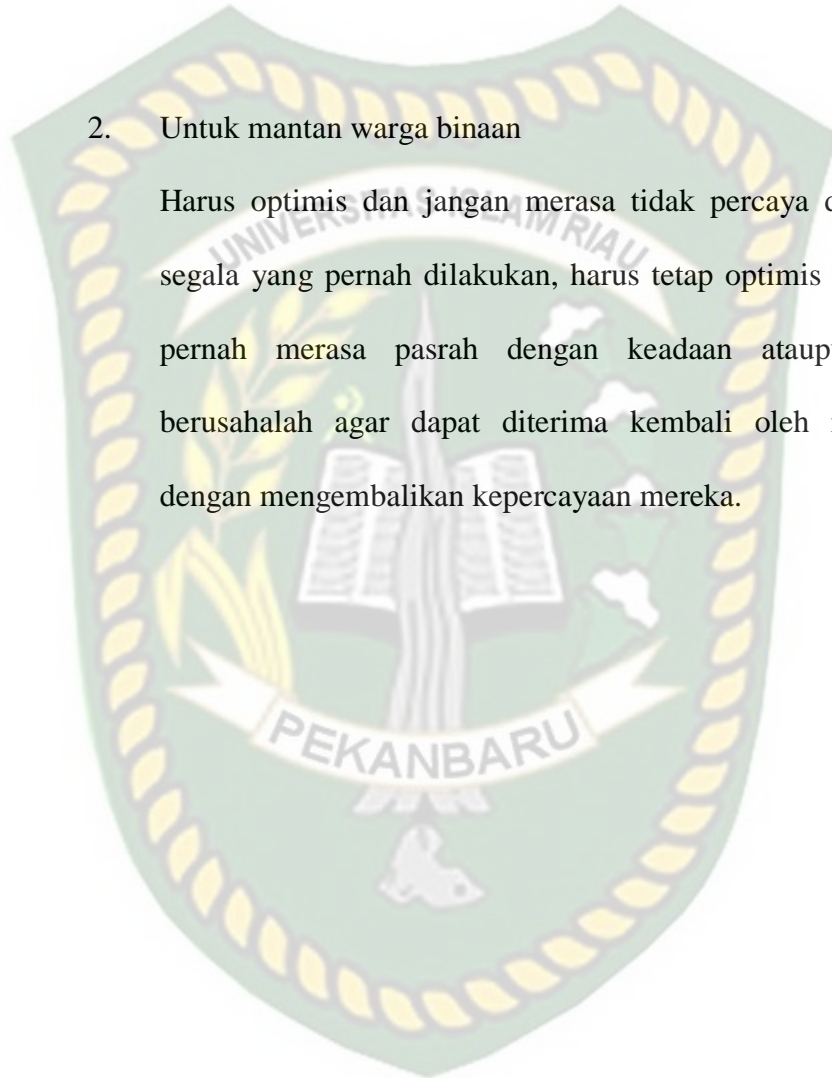 2. Untuk mantan warga binaan
Harus optimis dan jangan merasa tidak percaya
segala yang pernah dilakukan, harus tetap optimis
pernah merasa pasrah dengan keadaan
berusahalah agar dapat diterima kembali oleh
dengan mengembalikan kepercayaan mereka.
UNIVERSITAS ISLAM RIAU
PEKANBARU